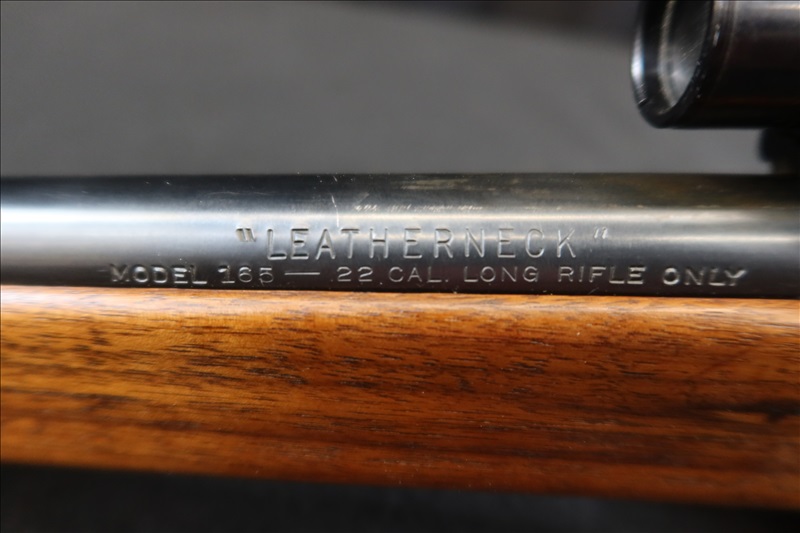 "LEATHERNECK"
MODEL 165 — 22 CAL. LONG RIFLE ONLY